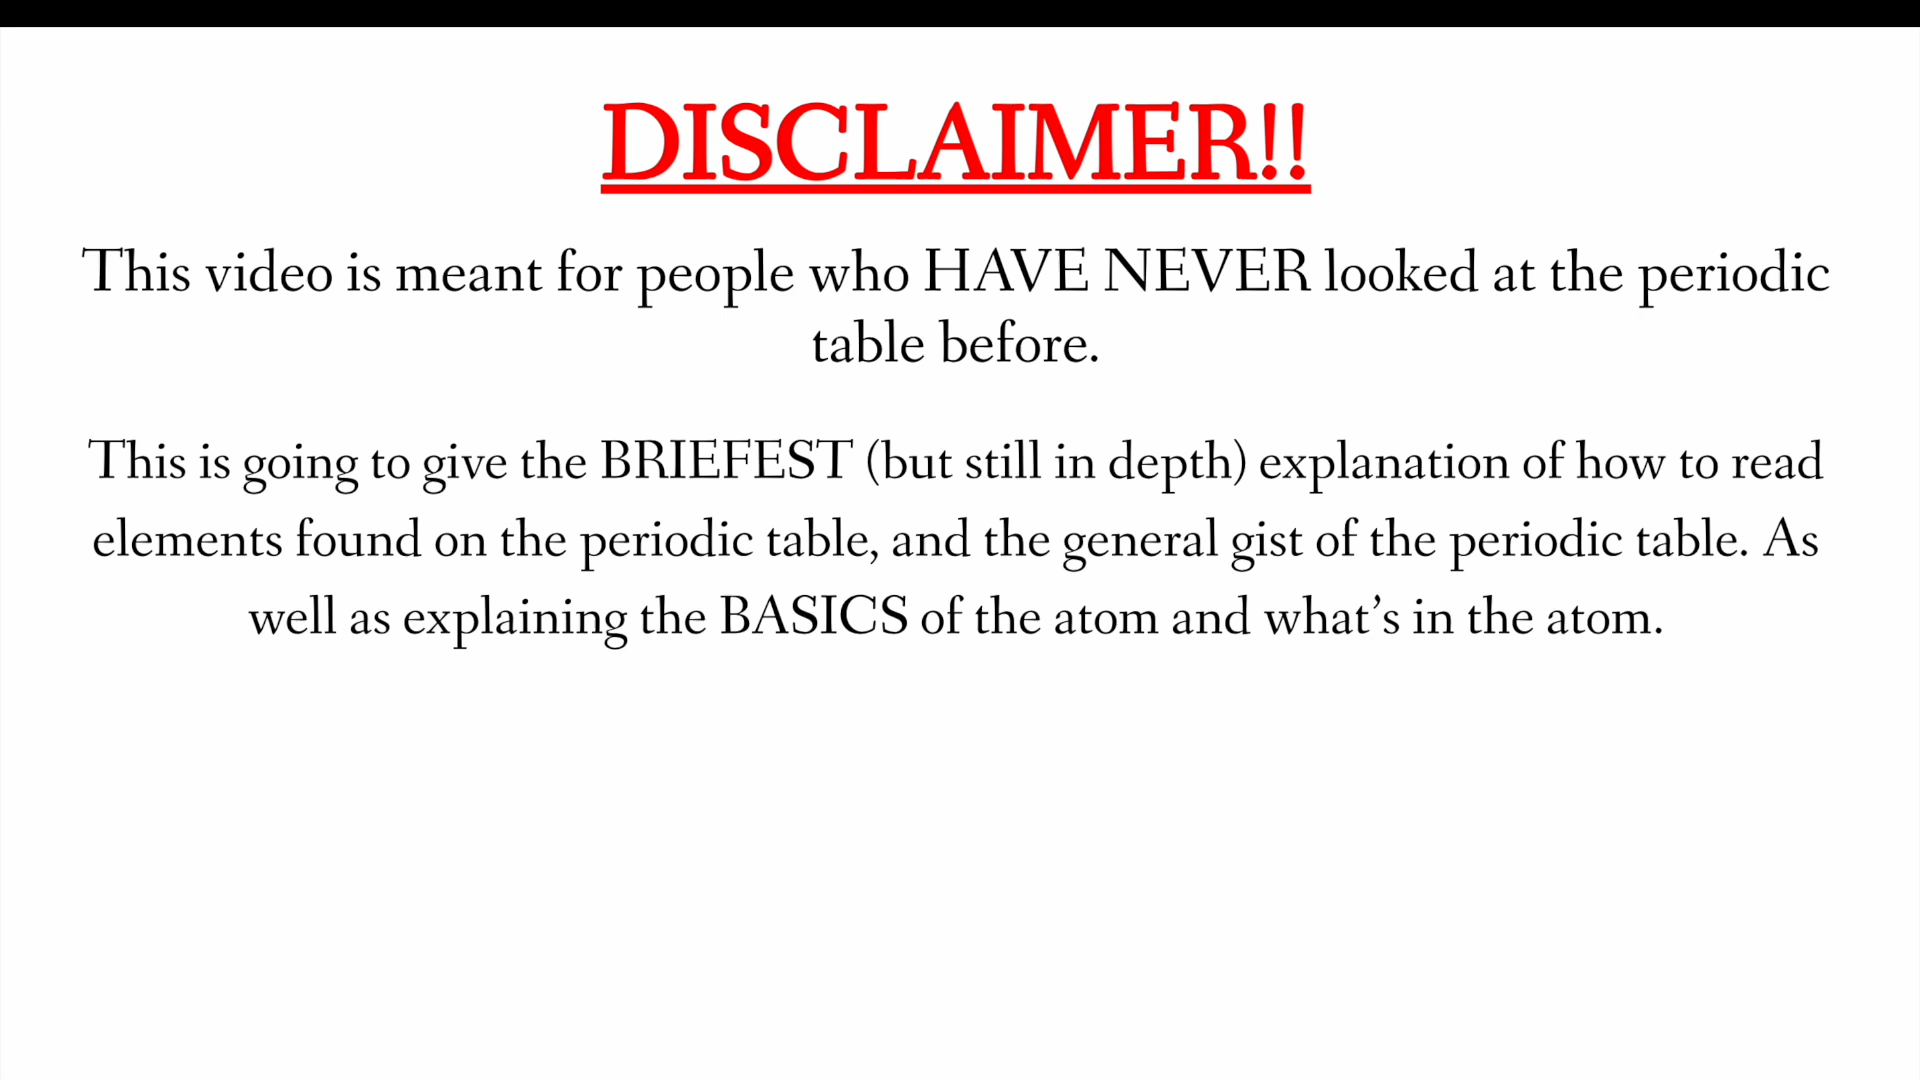 DISCLAIMER!!
This video is meant for people who HAVE NEVER looked at the periodic
table before.
This is going to give the BRIEFEST (but still in depth) explanation of how to read
elements found on the periodic table, and the general gist of the periodic table. As
well as explaining the BASICS of the atom and what’s in the atom.